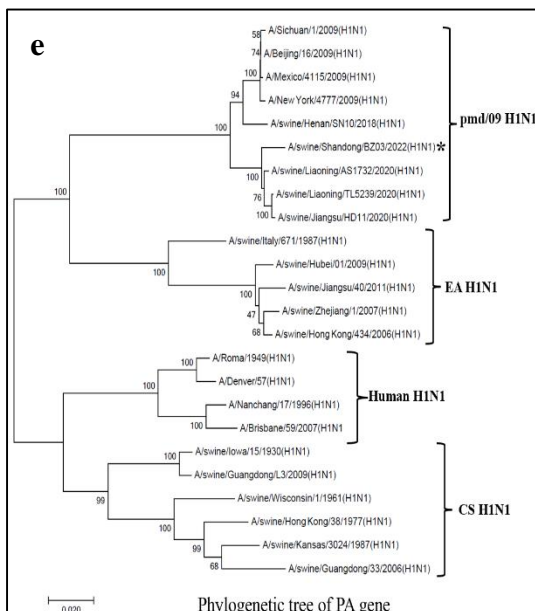 e
A/Sichuan/1/2009(H1N1)
58
A/Beijing/16/2009(H1N1)
74
A/Mexico/4115/2009(H1N1)
100
A/New York/4777/2009(H1N1)
94
A/swine/Henan/SN10/2018(H1N1)
pmd/09 H1N1
100
A/swine/Shandong/BZ03/2022(H1N1)*
A/swine/Liaoning/AS1732/2020(H1N1)
100
A/swine/Liaoning/TL5239/2020(H1N1)
76
A/swine/Jiangsu/HD11/2020(H1N1)
100
100
A/swine/Italy/671/1987(H1N1)
100
A/swine/Hubei/01/2009(H1N1)
A/swine/Jiangsu/40/2011(H1N1)
100
EA H1N1
A/swine/Zhejiang/1/2007(H1N1)
47
A/swine/Hong Kong/434/2006(H1N1)
68
A/Roma/1949(H1N1)
100
A/Denver/57(H1N1)
100
Human H1N1
A/Nanchang/17/1996(H1N1)
A/Brisbane/59/2007(H1N1
100
A/swine/Iowa/15/1930(H1N1)
100
A/swine/Guangdong/L3/2009(H1N1)
99
A/swine/Wisconsin/1/1961(H1N1)
CS H1N1
A/swine/Hong Kong/38/1977(H1N1)
100
A/swine/Kansas/3024/1987(H1N1)
99
A/swine/Guangdong/33/2006(H1N1)
68
0.020
Phylogenetic tree of PA gene